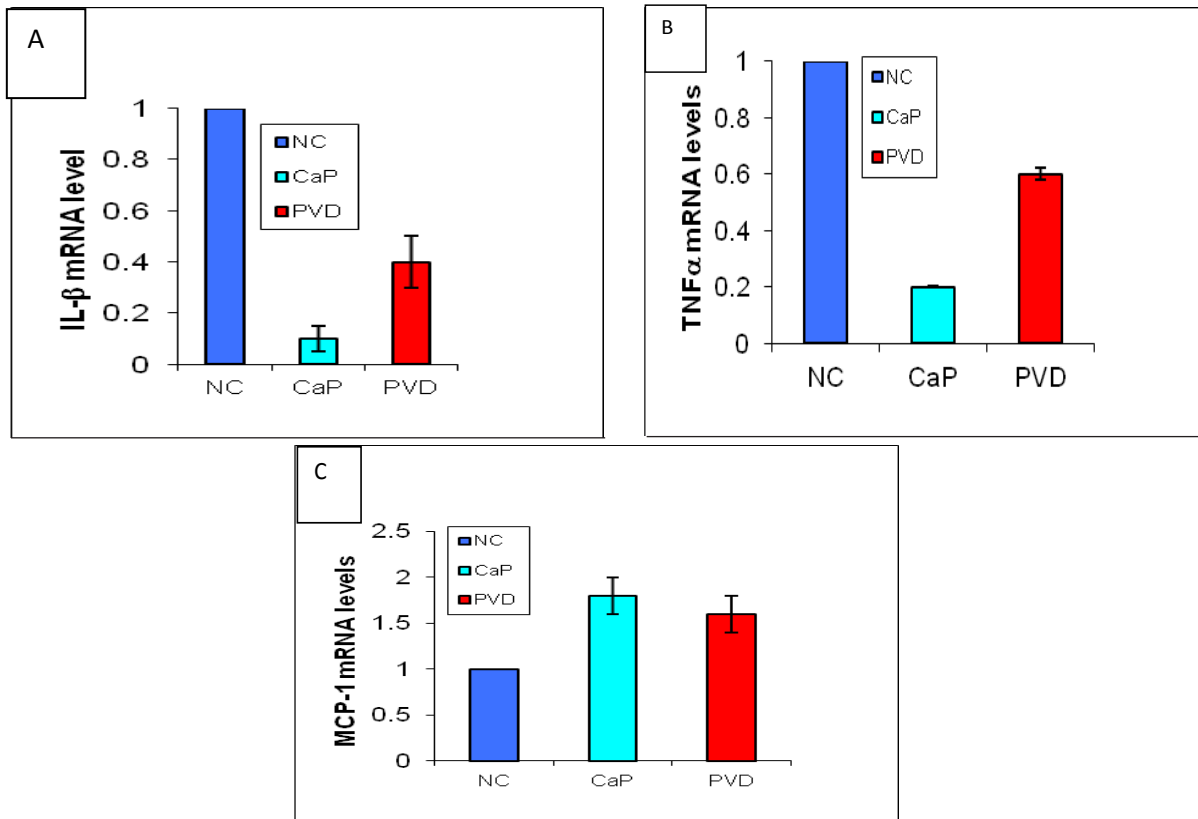 A
IL-β mRNA level
1
0.8
0.6
0.4
0.2
0
NC
CaP
PVD
NC CaP PVD
B
TNFα mRNA levels
1
0.8
0.6
0.4
0.2
0
NC
CaP
PVD
NC CaP PVD
C
MCP-1 mRNA levels
2.5
2
1.5
1
0.5
0
NC
CaP
PVD
NC CaP PVD